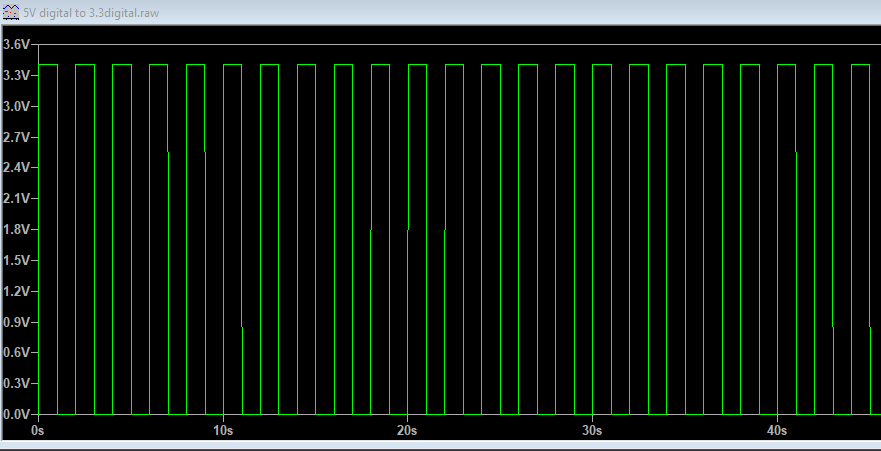 5V digital to 3.3digital.raw
3.6V
3.3V
3.0V
2.7V
2.4V
2.1V
1.8V
1.5V
1.2V
0.9V
0.6V
0.3V
0.0V
0s 10s 20s 30s 40s